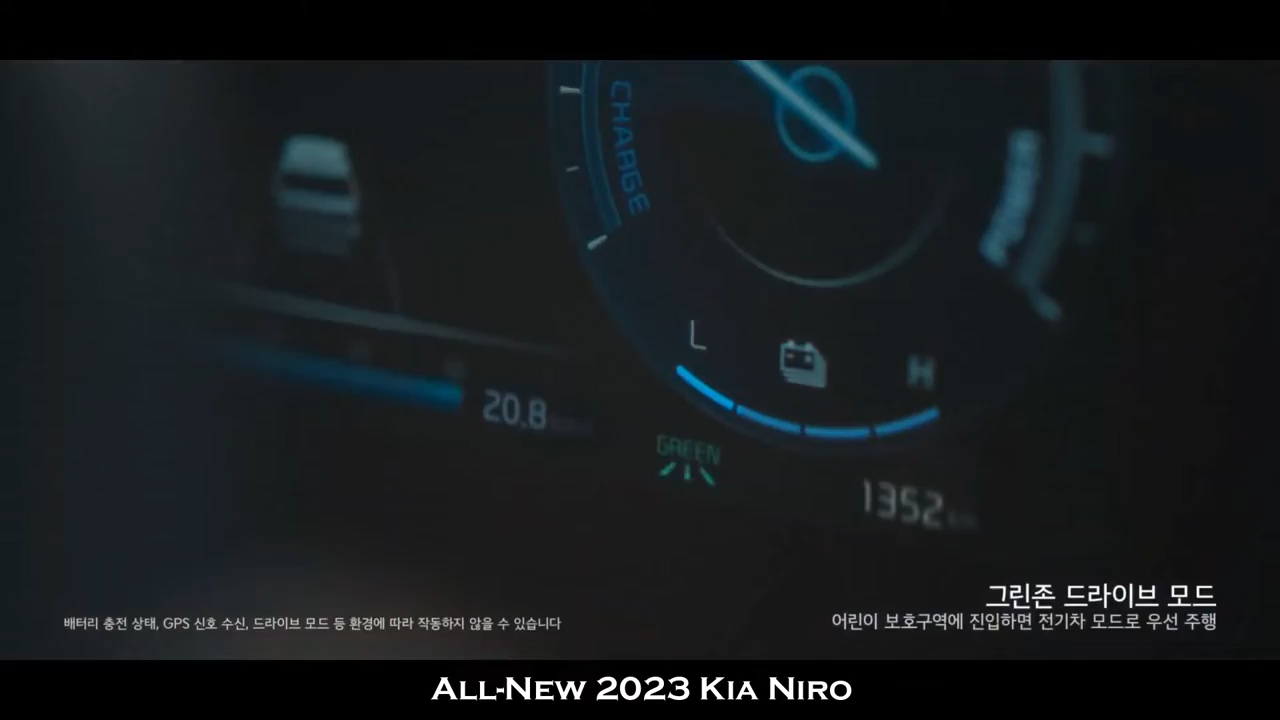 CHARGE
POWER
L
H
20.8
GREEN
1352 km
그린존 드라이브 모드
배터리 충전 상태, GPS 신호 수신, 드라이브 모드 등 환경에 따라 작동하지 않을 수 있습니다
어린이 보호구역에 진입하면 전기차 모드로 우선 주행
ALL-NEW 2023 KIA NIRO